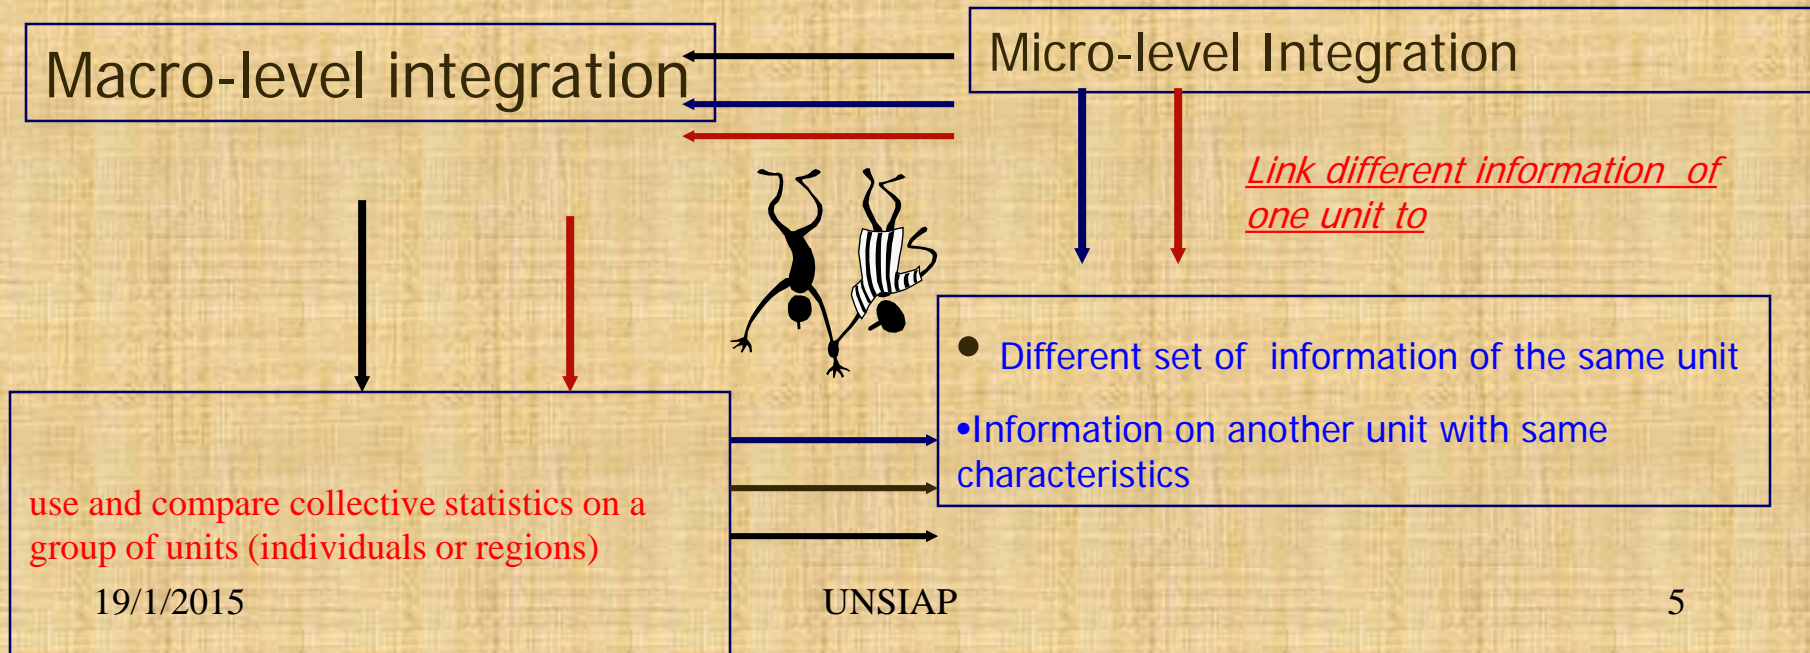 Macro-level integration
Micro-level Integration
Link different information of
one unit to
• Different set of information of the same unit
•Information on another unit with same
characteristics
use and compare collective statistics on a
group of units (individuals or regions)
19/1/2015
UNSIAP
5